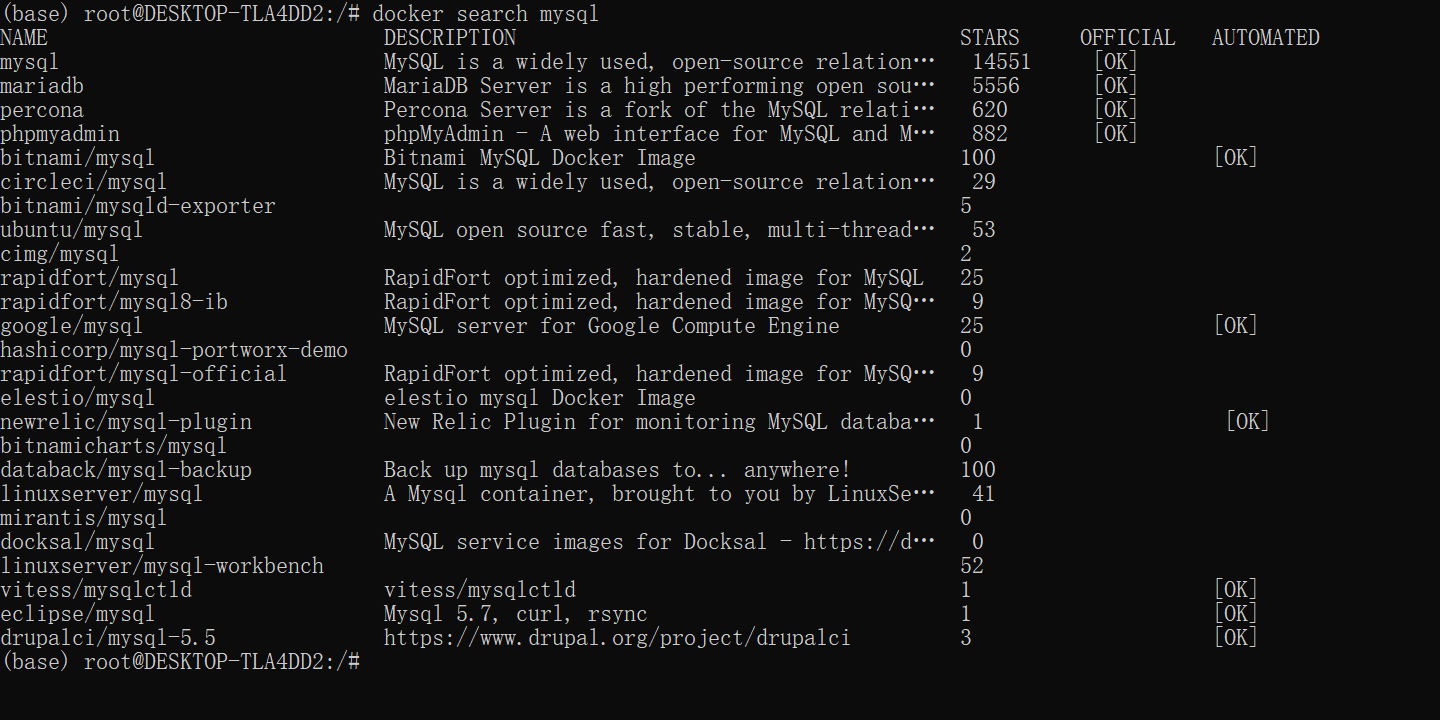 (base) root@DESKTOP-TLA4DD2:/# docker search mysql
NAME DESCRIPTION STARS OFFICIAL AUTOMATED
mysql MySQL is a widely used, open-source relation… 14551 [OK]
mariadb MariaDB Server is a high performing open sou… 5556 [OK]
percona Percona Server is a fork of the MySQL relati… 620 [OK]
phpmyadmin phpMyAdmin - A web interface for MySQL and M… 882 [OK]
bitnami/mysql Bitnami MySQL Docker Image 100 [OK]
circleci/mysql MySQL is a widely used, open-source relation… 29
bitnami/mysqld-exporter 5
ubuntu/mysql MySQL open source fast, stable, multi-thread… 53
cimg/mysql 2
rapidfort/mysql RapidFort optimized, hardened image for MySQL 25
rapidfort/mysql8-ib RapidFort optimized, hardened image for MySQ… 9
google/mysql MySQL server for Google Compute Engine 25 [OK]
hashicorp/mysql-portworx-demo 0
rapidfort/mysql-official RapidFort optimized, hardened image for MySQ… 9
elestio/mysql elestio mysql Docker Image 0
newrelic/mysql-plugin New Relic Plugin for monitoring MySQL databa… 1 [OK]
bitnamicharts/mysql 0
databack/mysql-backup Back up mysql databases to... anywhere! 100
linuxserver/mysql A Mysql container, brought to you by LinuxSe… 41
mirantis/mysql 0
docksal/mysql MySQL service images for Docksal - https://d… 0
linuxserver/mysql-workbench 52
vitess/mysqlctld vitess/mysqlctld 1 [OK]
eclipse/mysql Mysql 5.7, curl, rsync 1 [OK]
drupalci/mysql-5.5 https://www.drupal.org/project/drupalci 3 [OK]
(base) root@DESKTOP-TLA4DD2:/#